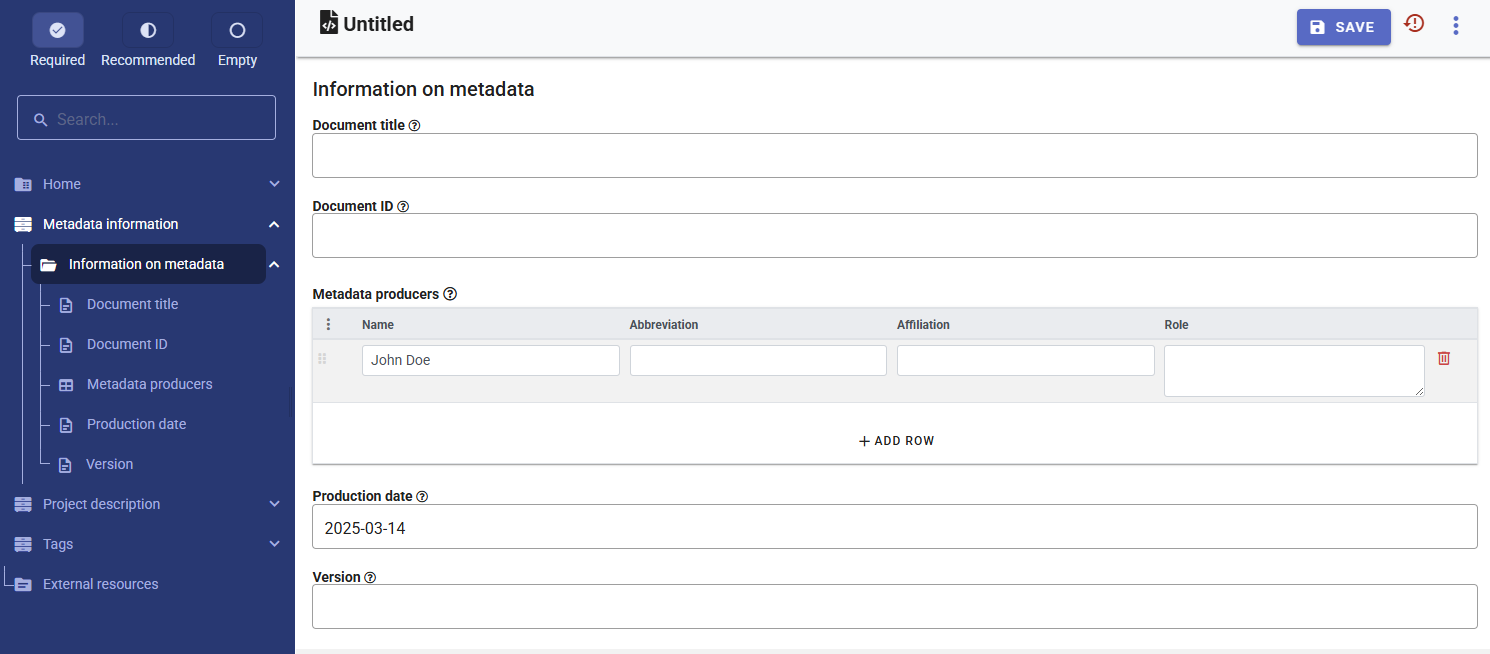 Required Recommended Empty
Search...
Home
Metadata information
Information on metadata
Document title
Document ID
Metadata producers
Production date
Version
Project description
Tags
External resources
Untitled
SAVE
Information on metadata
Document title
Document ID
Metadata producers
Name Abbreviation Affiliation Role
John Doe
ADD ROW
Production date
2025-03-14
Version